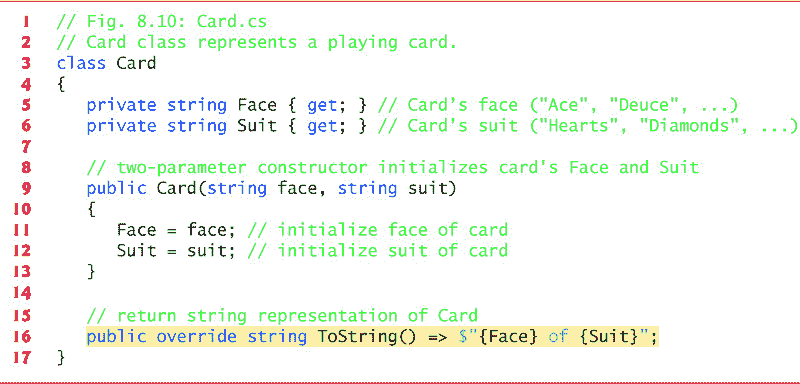 1 // Fig. 8.10: Card.cs
2 // Card class represents a playing card.
3 class Card
4 {
5 private string Face { get; } // Card’s face ("Ace", "Deuce", ...)
6 private string Suit { get; } // Card’s suit ("Hearts", "Diamonds", ...)
7
8 // two-parameter constructor initializes card's Face and Suit
9 public Card(string face, string suit)
10 {
11 Face = face; // initialize face of card
12 Suit = suit; // initialize suit of card
13 }
14
15 // return string representation of Card
16 public override string ToString() => $"{Face} of {Suit}";
17 }